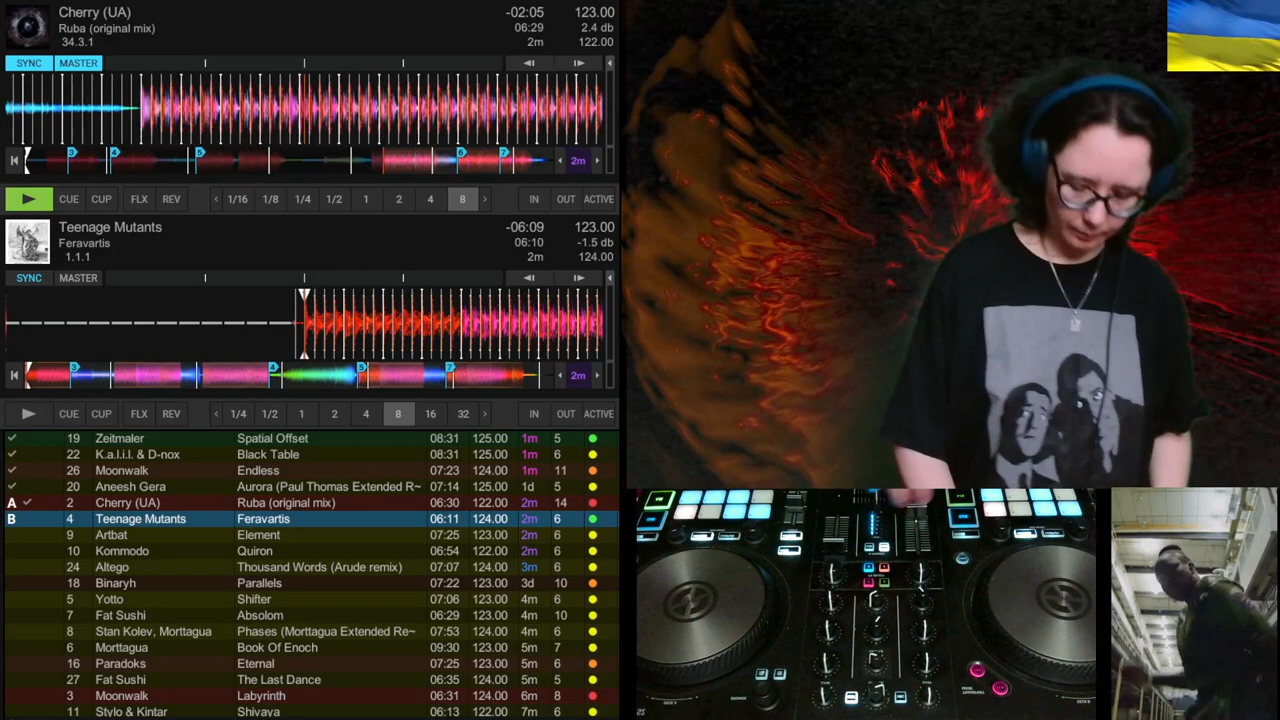 Cherry (UA) -02:05 123.00
Ruba (original mix) 06:29 2.4 db
34.3.1 2m 122.00
SYNC MASTER
3 4 5 6 7 2m
CUE CUP FLX REV 1/16 1/8 1/4 1/2 1 2 4 8 IN OUT ACTIVE
Teenage Mutants -06:09 123.00
Feravartis 06:10 -1.5 db
1.1.1 2m 124.00
SYNC MASTER
3 4 5 7 2m
CUE CUP FLX REV 1/4 1/2 1 2 4 8 16 32 IN OUT ACTIVE
19 Zeitmaler Spatial Offset 08:31 125.00 1m 5
22 K.a.l.i.l. & D-nox Black Table 08:31 125.00 1m 6
26 Moonwalk Endless 07:23 124.00 1m 11
20 Aneesh Gera Aurora (Paul Thomas Extended R~ 07:14 125.00 1d 5
A 2 Cherry (UA) Ruba (original mix) 06:30 122.00 2m 14
B 4 Teenage Mutants Feravartis 06:11 124.00 2m 6
9 Artbat Element 07:25 123.00 2m 6
10 Kommodo Quiron 06:54 122.00 2m 6
24 Altego Thousand Words (Arude remix) 07:07 124.00 3m 6
18 Binaryh Parallels 07:22 123.00 3d 10
5 Yotto Shifter 07:06 123.00 4m 6
7 Fat Sushi Absolom 06:29 123.00 4m 10
8 Stan Kolev, Morttagua Phases (Morttagua Extended Re~ 07:53 124.00 4m 6
6 Morttagua Book Of Enoch 09:30 123.00 5m 7
16 Paradoks Eternal 07:25 123.00 5m 6
27 Fat Sushi The Last Dance 06:35 124.00 5m 5
3 Moonwalk Labyrinth 06:31 123.00 6m 8
11 Stylo & Kintar Shivaya 06:13 122.00 7m 6